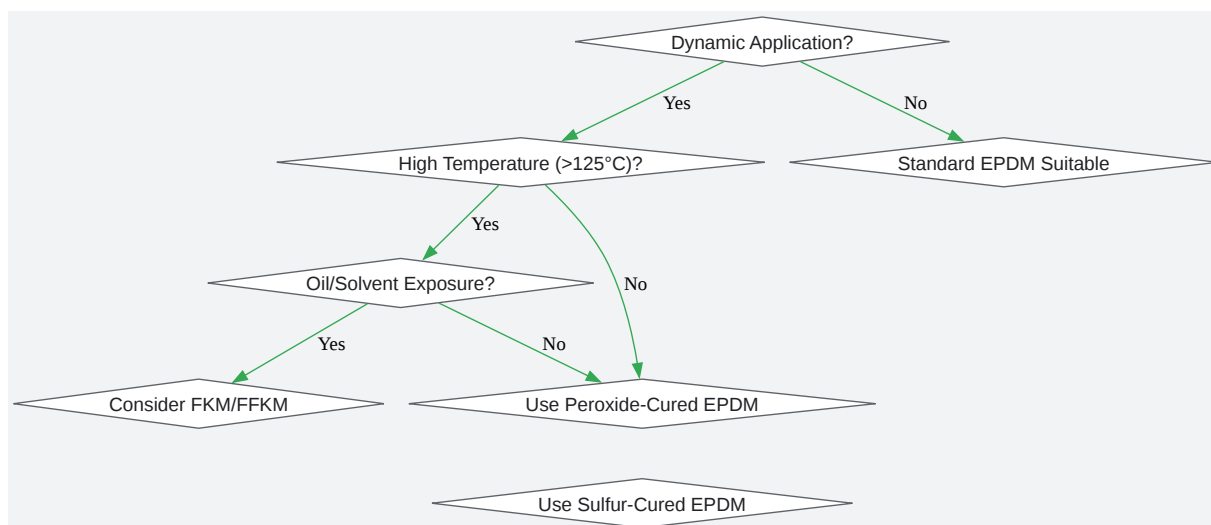 Dynamic Application?
Yes
No
High Temperature (>125°C)?
Standard EPDM Suitable
Yes
No
Oil/Solvent Exposure?
Yes
No
Consider FKM/FFKM
Use Peroxide-Cured EPDM
Use Sulfur-Cured EPDM